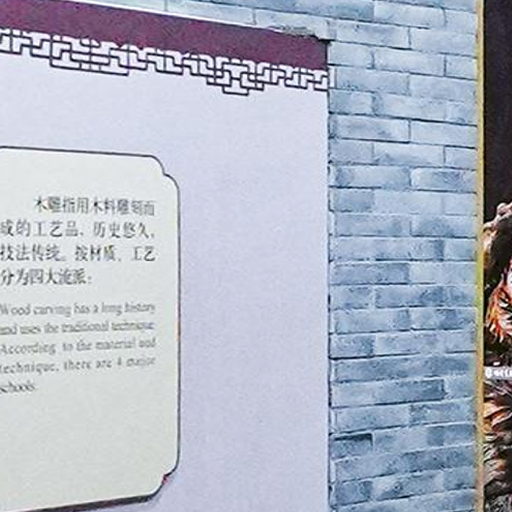 木雕指用木料雕刻而
成的工艺品，历史悠久，
技法传统。按材质、工艺
分为四大流派：
Wood carving has a long history
and uses the traditional technique.
According to the material and
technique, there are 4 major
schools.